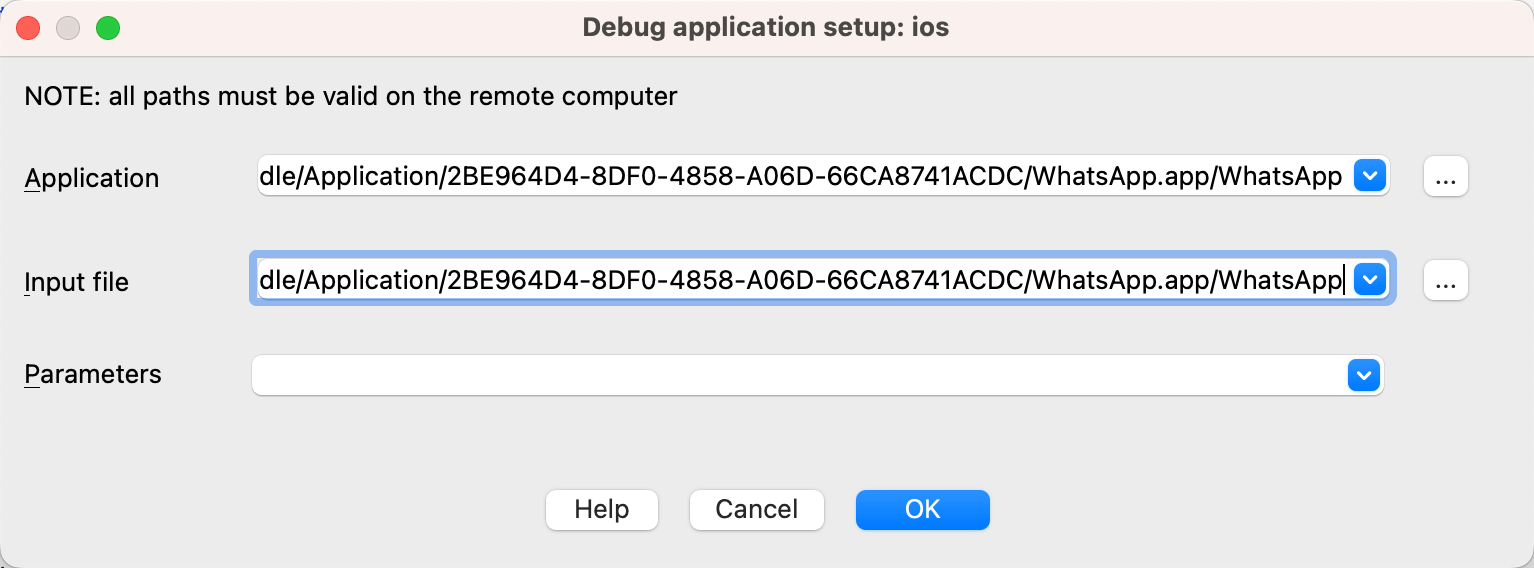 Debug application setup: ios
NOTE: all paths must be valid on the remote computer
Application dle/Application/2BE964D4-8DF0-4858-A06D-66CA8741ACDC/WhatsApp.app/WhatsApp ...
Input file dle/Application/2BE964D4-8DF0-4858-A06D-66CA8741ACDC/WhatsApp.app/WhatsApp ...
Parameters
Help Cancel OK